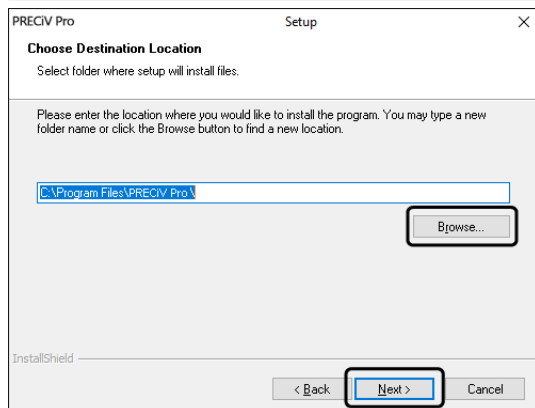 PRECiV Pro Setup
Choose Destination Location
Select folder where setup will install files.
Please enter the location where you would like to install the program. You may type a new
folder name or click the Browse button to find a new location.
C:\Program Files\PRECiV Pro\
Browse...
InstallShield
< Back Next > Cancel